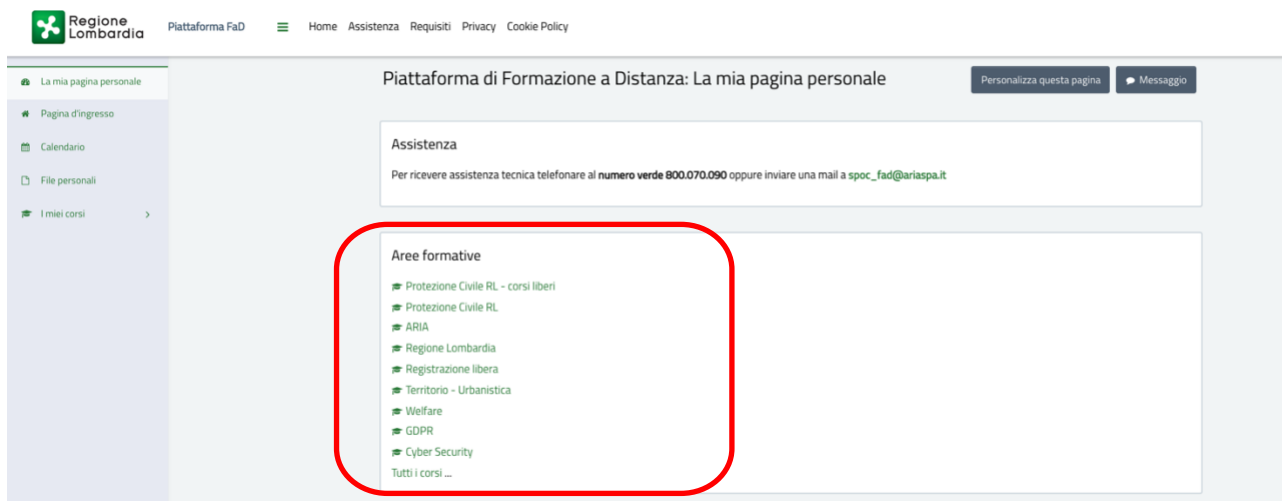 Regione
Lombardia
Piattaforma FaD
Home Assistenza Requisiti Privacy Cookie Policy
La mia pagina personale
Pagina d'ingresso
Calendario
File personali
I miei corsi
Piattaforma di Formazione a Distanza: La mia pagina personale
Personalizza questa pagina
Messaggio
Assistenza
Per ricevere assistenza tecnica telefonare al numero verde 800.070.090 oppure inviare una mail a spoc_fad@ariaspa.it
Aree formative
Protezione Civile RL - corsi liberi
Protezione Civile RL
ARIA
Regione Lombardia
Registrazione libera
Territorio - Urbanistica
Welfare
GDPR
Cyber Security
Tutti i corsi ...